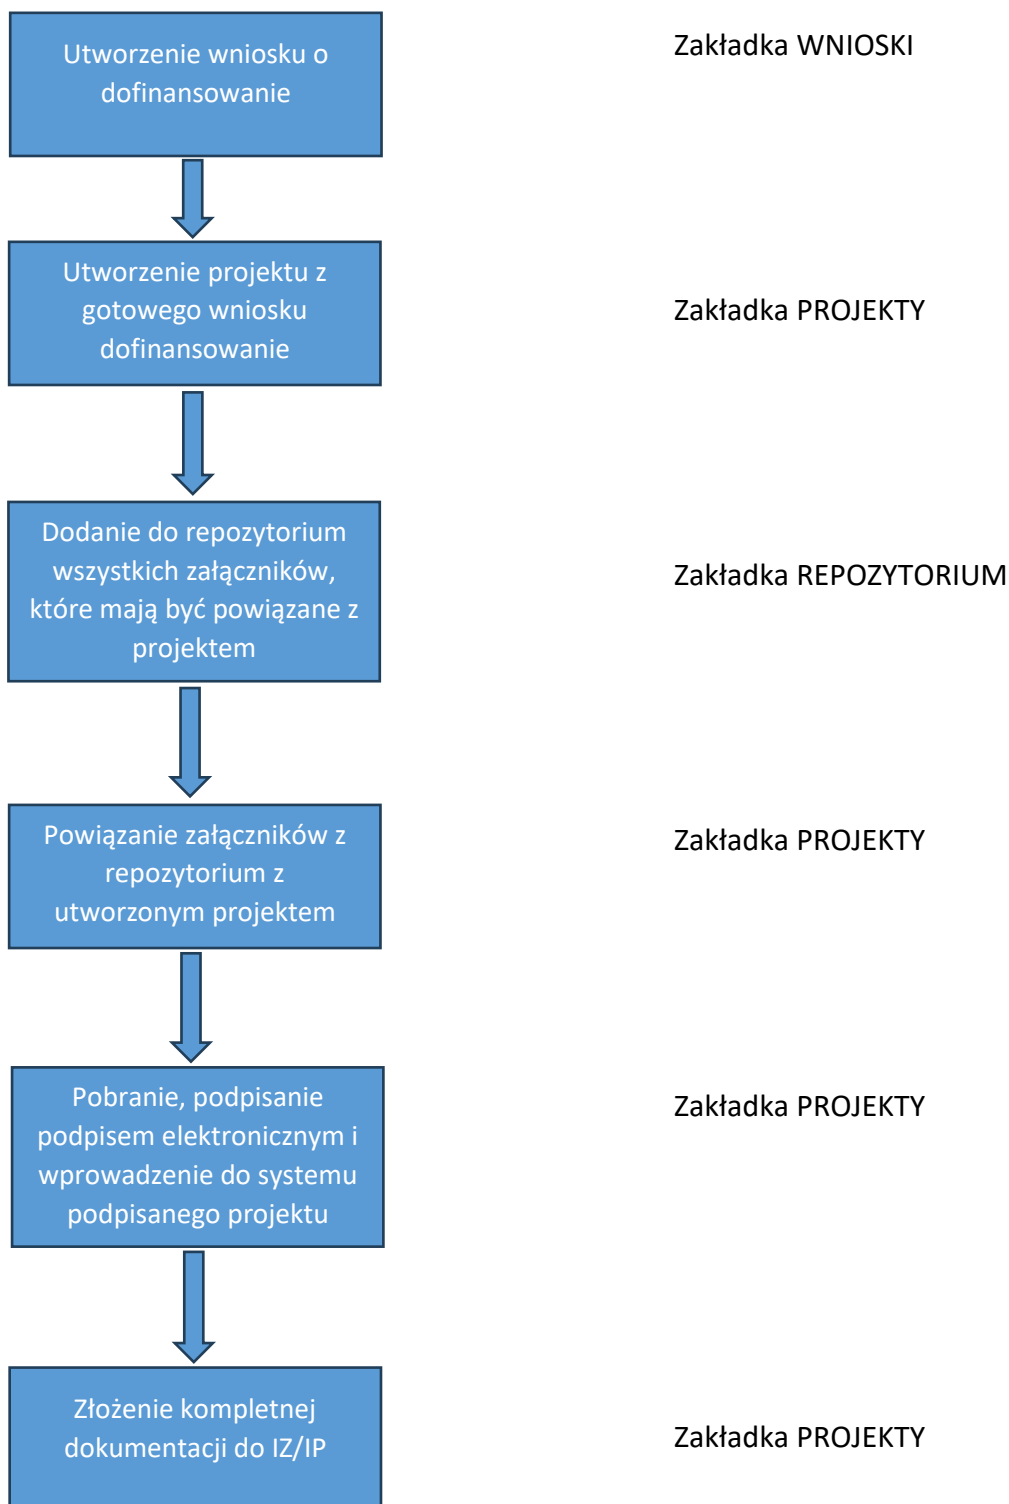 Utworzenie wniosku o
dofinansowanie
Zakładka WNIOSKI
Utworzenie projektu z
gotowego wniosku
dofinansowanie
Zakładka PROJEKTY
Dodanie do repozytorium
wszystkich załączników,
które mają być powiązane z
projektem
Zakładka REPOZYTORIUM
Powiązanie załączników z
repozytorium z
utworzonym projektem
Zakładka PROJEKTY
Pobranie, podpisanie
podpisem elektronicznym i
wprowadzenie do systemu
podpisanego projektu
Zakładka PROJEKTY
Złożenie kompletnej
dokumentacji do IZ/IP
Zakładka PROJEKTY